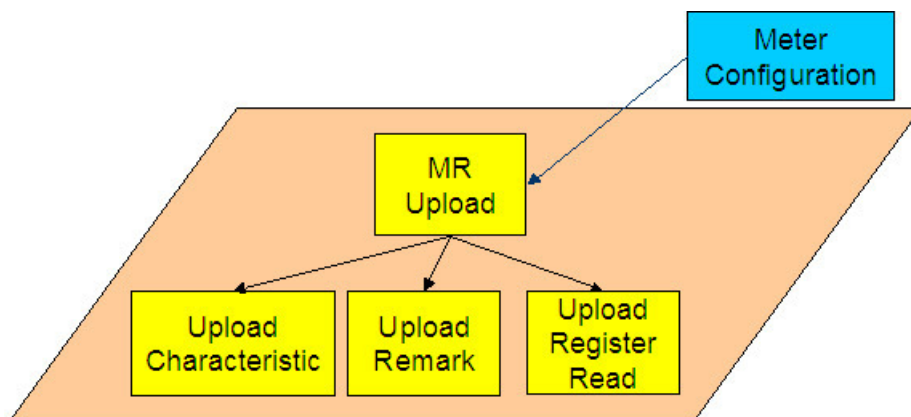 Meter
Configuration
MR
Upload
Upload
Characteristic
Upload
Remark
Upload
Register
Read